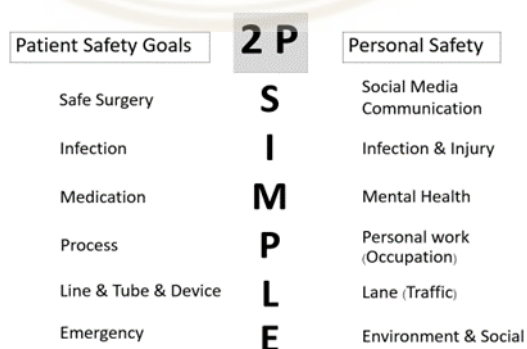 Patient Safety Goals 2 P Personal Safety
Safe Surgery S Social Media
Communication
Infection I Infection & Injury
Medication M Mental Health
Process P Personal work
(Occupation)
Line & Tube & Device L Lane (Traffic)
Emergency E Environment & Social